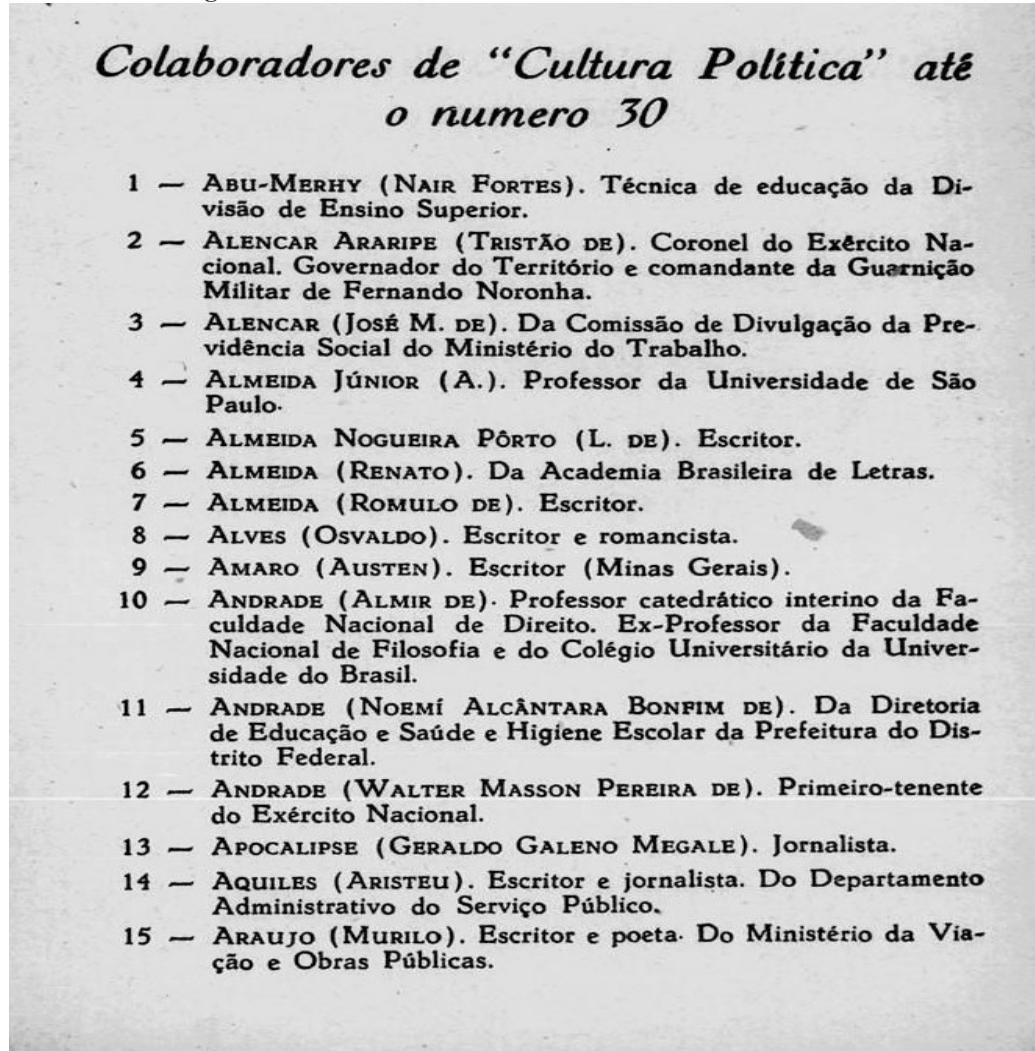 Colaboradores de “Cultura Política” até
o numero 30
1 — ABU-MERHY (NAIR FORTES). Técnica de educação da Di-
visão de Ensino Superior.
2 — ALENCAR ARARIPE (TRISTÃO DE). Coronel do Exército Na-
cional. Governador do Território e comandante da Guarnição
Militar de Fernando Noronha.
3 — ALENCAR (JOSÉ M. DE). Da Comissão de Divulgação da Pre-
vidência Social do Ministério do Trabalho.
4 — ALMEIDA JÚNIOR (A.). Professor da Universidade de São
Paulo.
5 — ALMEIDA NOGUEIRA PÔRTO (L. DE). Escritor.
6 — ALMEIDA (RENATO). Da Academia Brasileira de Letras.
7 — ALMEIDA (ROMULO DE). Escritor.
8 — ALVES (OSVALDO). Escritor e romancista.
9 — AMARO (AUSTEN). Escritor (Minas Gerais).
10 — ANDRADE (ALMIR DE). Professor catedrático interino da Fa-
culdade Nacional de Direito. Ex-Professor da Faculdade
Nacional de Filosofia e do Colégio Universitário da Univer-
sidade do Brasil.
11 — ANDRADE (NOEMÍ ALCÂNTARA BONFIM DE). Da Diretoria
de Educação e Saúde e Higiene Escolar da Prefeitura do Dis-
trito Federal.
12 — ANDRADE (WALTER MASSON PEREIRA DE). Primeiro-tenente
do Exército Nacional.
13 — APOCALIPSE (GERALDO GALENO MEGALE). Jornalista.
14 — AQUILES (ARISTEU). Escritor e jornalista. Do Departamento
Administrativo do Serviço Público.
15 — ARAUJO (MURILO). Escritor e poeta. Do Ministério da Via-
ção e Obras Públicas.